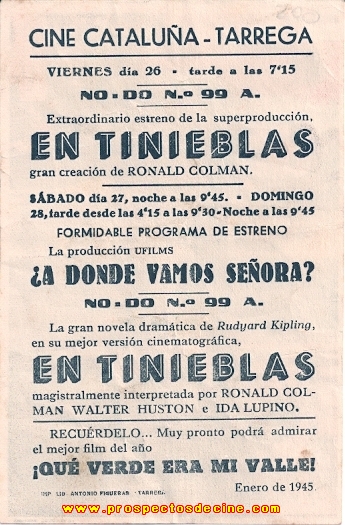 CINE CATALUÑA - TARREGA
VIERNES día 26 - tarde a las 7'15
NO-DO N.º 99 A.
Extraordinario estreno de la superproducción,
EN TINIEBLAS
gran creación de RONALD COLMAN.
SÁBADO día 27, noche a las 9'45. - DOMINGO
28, tarde desde las 4'15 a las 9'30-Noche a las 9'45
FORMIDABLE PROGRAMA DE ESTRENO
La producción UFILMS
¿A DONDE VAMOS SEÑORA?
NO-DO N.º 99 A.
La gran novela dramática de Rudyard Kipling,
en su mejor versión cinematográfica,
EN TINIEBLAS
magistralmente interpretada por RONALD COL-
MAN WALTER HUSTON e IDA LUPINO.
RECUÉRDELO... Muy pronto podrá admirar
el mejor film del año
¡QUÉ VERDE ERA MI VALLE!
IMP. LIB. ANTONIO FIGUERAS - TARREGA
Enero de 1945.
www.prospectosdecine.com